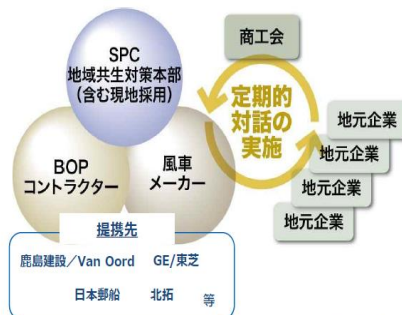 SPC
地域共生対策本部
（含む現地採用）
BOP
コントラクター
風車
メーカー
商工会
定期的
対話の
実施
地元企業
地元企業
地元企業
地元企業
提携先
鹿島建設／Van Oord GE/東芝
日本郵船 北拓 等